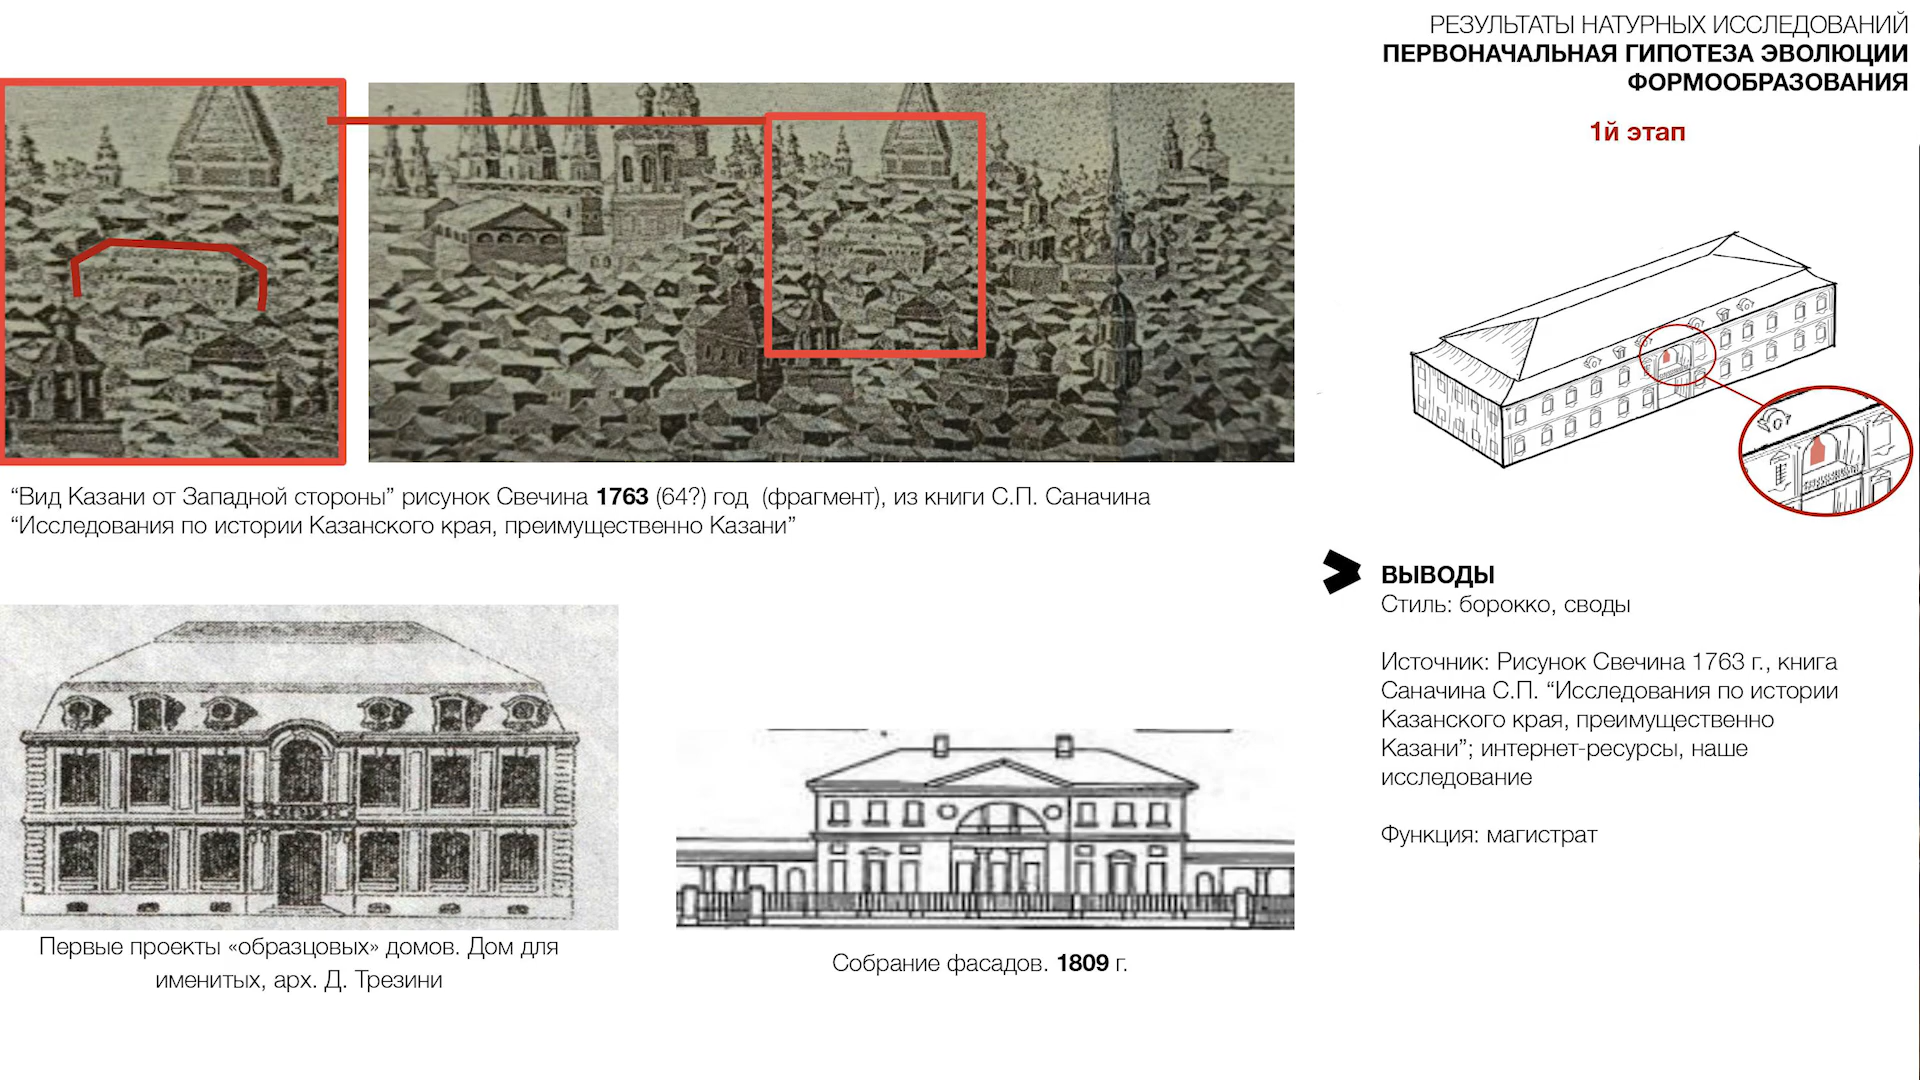 РЕЗУЛЬТАТЫ НАТУРНЫХ ИССЛЕДОВАНИЙ
ПЕРВОНАЧАЛЬНАЯ ГИПОТЕЗА ЭВОЛЮЦИИ
ФОРМООБРАЗОВАНИЯ
1й этап
“Вид Казани от Западной стороны” рисунок Свечина 1763 (64?) год (фрагмент), из книги С.П. Саначина
“Исследования по истории Казанского края, преимущественно Казани”
ВЫВОДЫ
Стиль: борокко, своды
Источник: Рисунок Свечина 1763 г., книга
Саначина С.П. “Исследования по истории
Казанского края, преимущественно
Казани”; интернет-ресурсы, наше
исследование
Функция: магистрат
Первые проекты «образцовых» домов. Дом для
именитых, арх. Д. Трезини
Собрание фасадов. 1809 г.